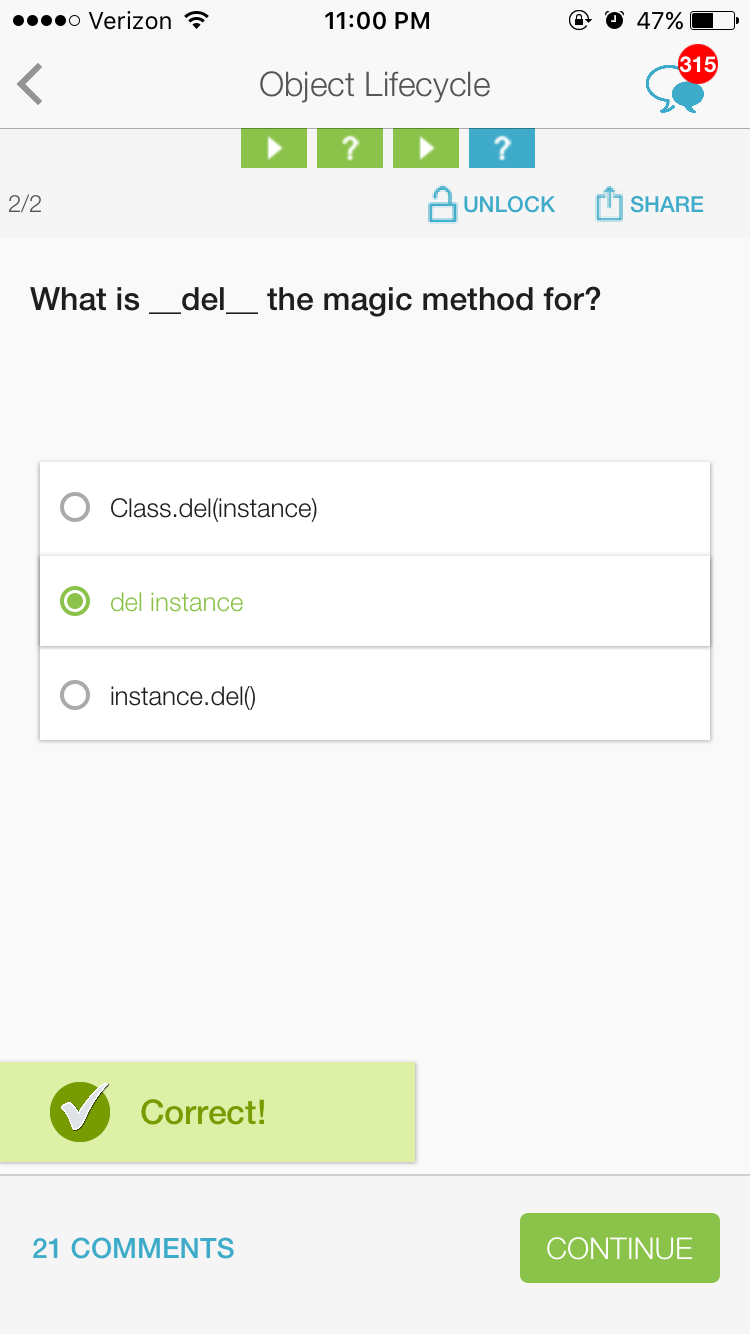 Verizon 11:00 PM 47%
Object Lifecycle 315
? ?
2/2 UNLOCK SHARE
What is __del__ the magic method for?
Class.del(instance)
del instance
instance.del()
Correct!
21 COMMENTS CONTINUE